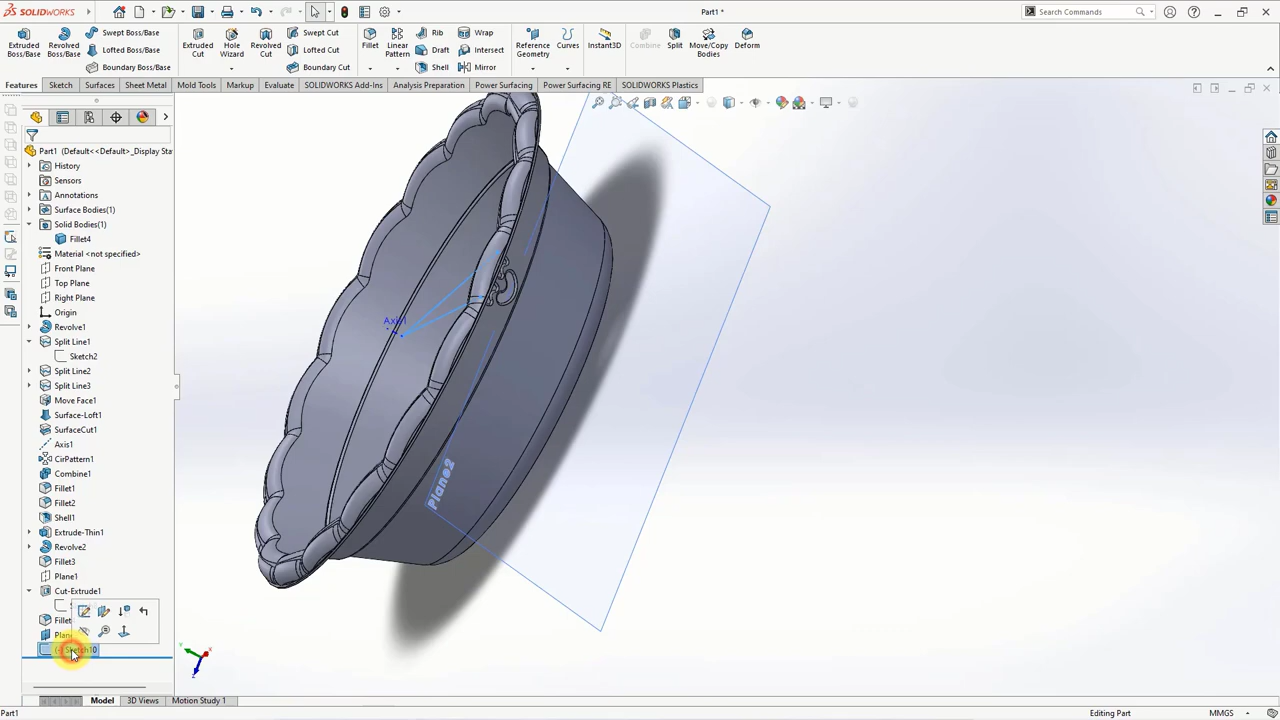 SOLIDWORKS
Part1 *
Search Commands
Extruded Boss/Base
Revolved Boss/Base
Swept Boss/Base
Lofted Boss/Base
Boundary Boss/Base
Extruded Cut
Hole Wizard
Revolved Cut
Swept Cut
Lofted Cut
Boundary Cut
Fillet
Linear Pattern
Rib
Draft
Shell
Wrap
Intersect
Mirror
Reference Geometry
Curves
Instant3D
Combine
Split
Move/Copy Bodies
Deform
Features
Sketch
Surfaces
Sheet Metal
Mold Tools
Markup
Evaluate
SOLIDWORKS Add-Ins
Analysis Preparation
Power Surfacing
Power Surfacing RE
SOLIDWORKS Plastics
Part1 (Default<<Default>_Display Sta
History
Sensors
Annotations
Surface Bodies(1)
Solid Bodies(1)
Fillet4
Material <not specified>
Front Plane
Top Plane
Right Plane
Origin
Revolve1
Split Line1
Sketch2
Split Line2
Split Line3
Move Face1
Surface-Loft1
SurfaceCut1
Axis1
CirPattern1
Combine1
Fillet1
Fillet2
Shell1
Extrude-Thin1
Revolve2
Fillet3
Plane1
Cut-Extrude1
Fillet
Plan
(-) Sketch10
Plane2
Model
3D Views
Motion Study 1
Part1
Editing Part
MMGS